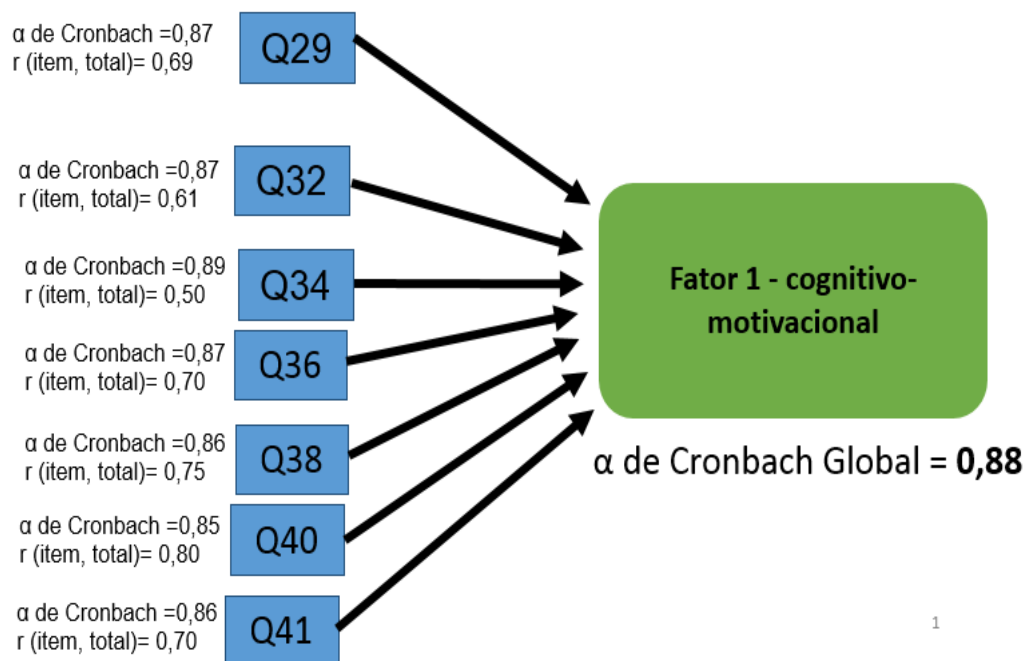 α de Cronbach =0,87
r (item, total)= 0,69
Q29
α de Cronbach =0,87
r (item, total)= 0,61
Q32
α de Cronbach =0,89
r (item, total)= 0,50
Q34
α de Cronbach =0,87
r (item, total)= 0,70
Q36
α de Cronbach =0,86
r (item, total)= 0,75
Q38
α de Cronbach =0,85
r (item, total)= 0,80
Q40
α de Cronbach =0,86
r (item, total)= 0,70
Q41
Fator 1 - cognitivo-
motivacional
α de Cronbach Global = 0,88
1